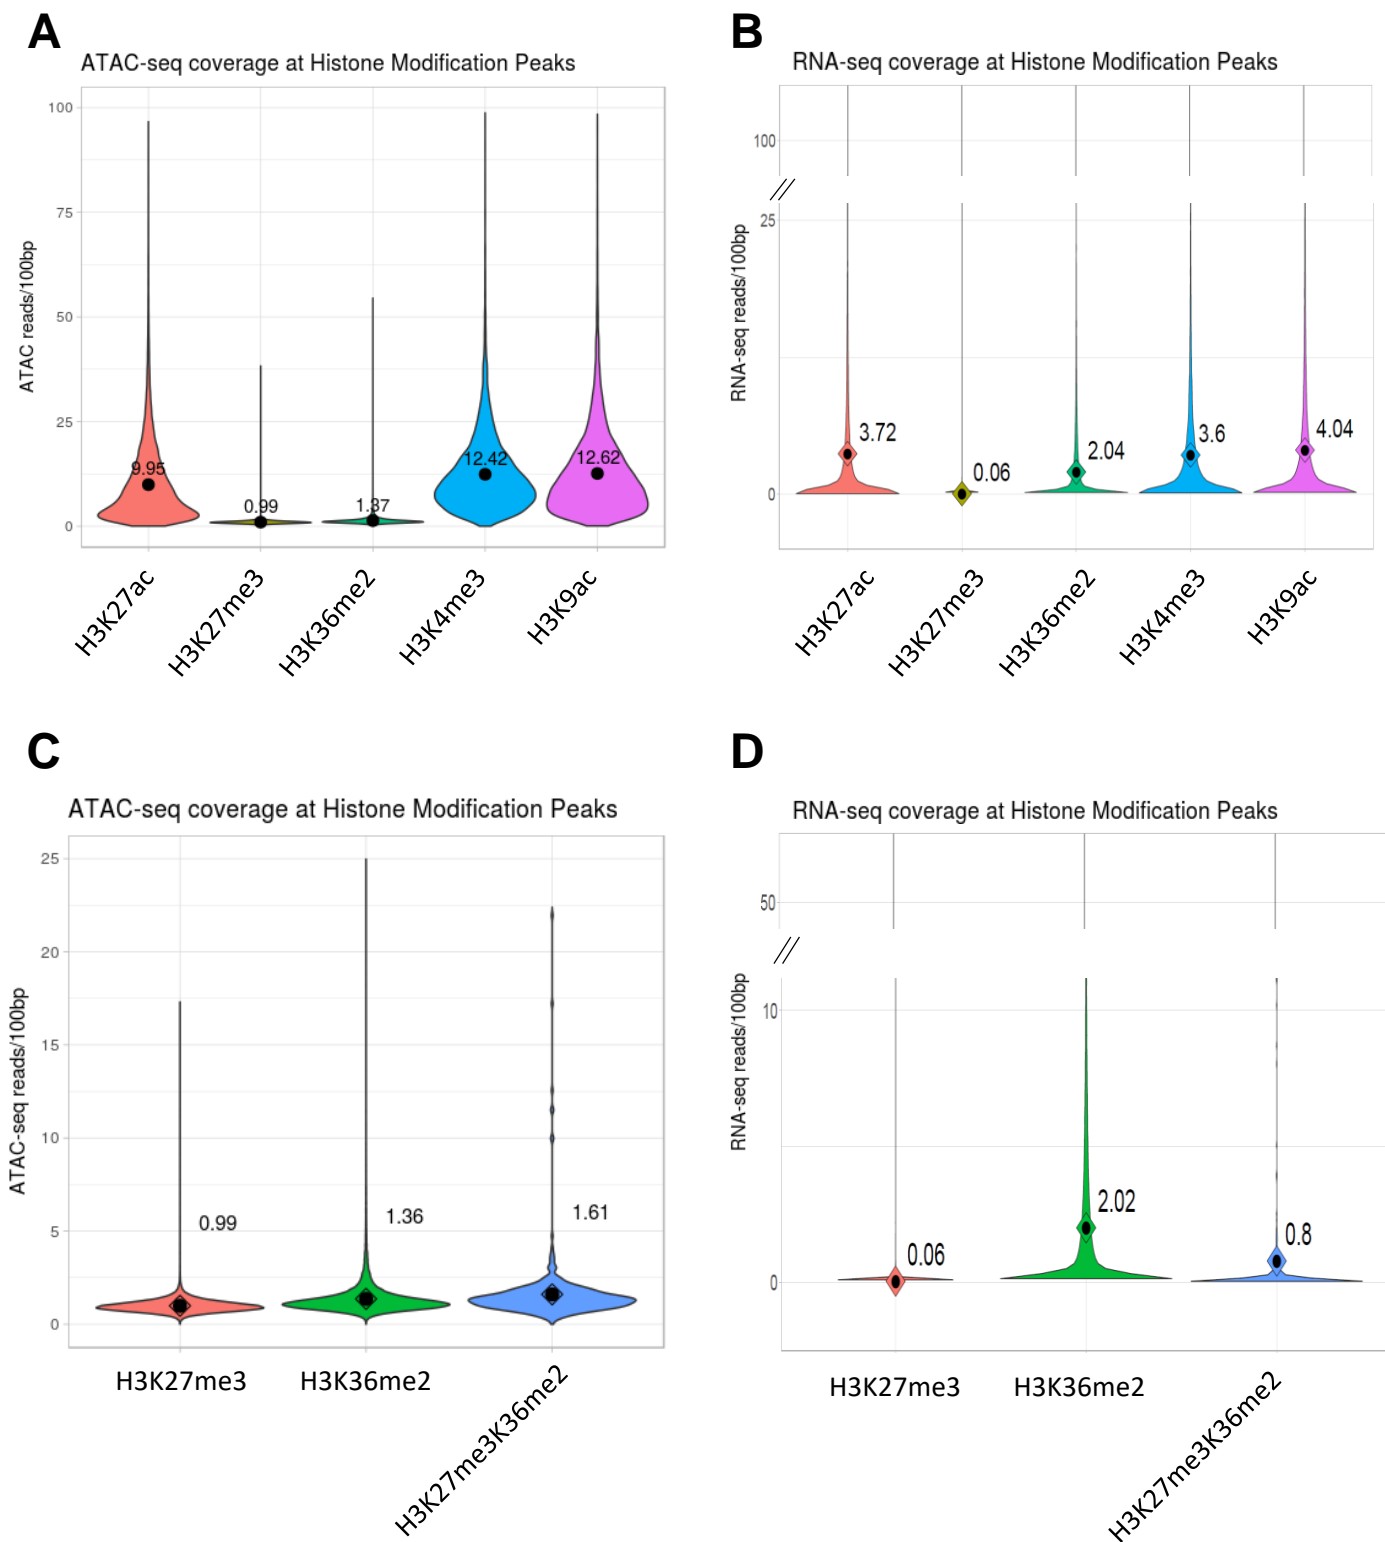 A
ATAC-seq coverage at Histone Modification Peaks
ATAC reads/100bp
100
75
50
25
0
9.95
0.99
1.37
12.42
12.62
H3K27ac
H3K27me3
H3K36me2
H3K4me3
H3K9ac
B
RNA-seq coverage at Histone Modification Peaks
RNA-seq reads/100bp
100
25
0
3.72
0.06
2.04
3.6
4.04
H3K27ac
H3K27me3
H3K36me2
H3K4me3
H3K9ac
C
ATAC-seq coverage at Histone Modification Peaks
ATAC-seq reads/100bp
25
20
15
10
5
0
0.99
1.36
1.61
H3K27me3
H3K36me2
H3K27me3K36me2
D
RNA-seq coverage at Histone Modification Peaks
RNA-seq reads/100bp
50
10
0
0.06
2.02
0.8
H3K27me3
H3K36me2
H3K27me3K36me2